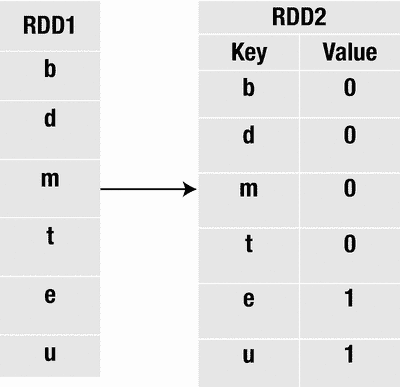 RDD1
b
d
m
t
e
u
RDD2
Key Value
b 0
d 0
m 0
t 0
e 1
u 1